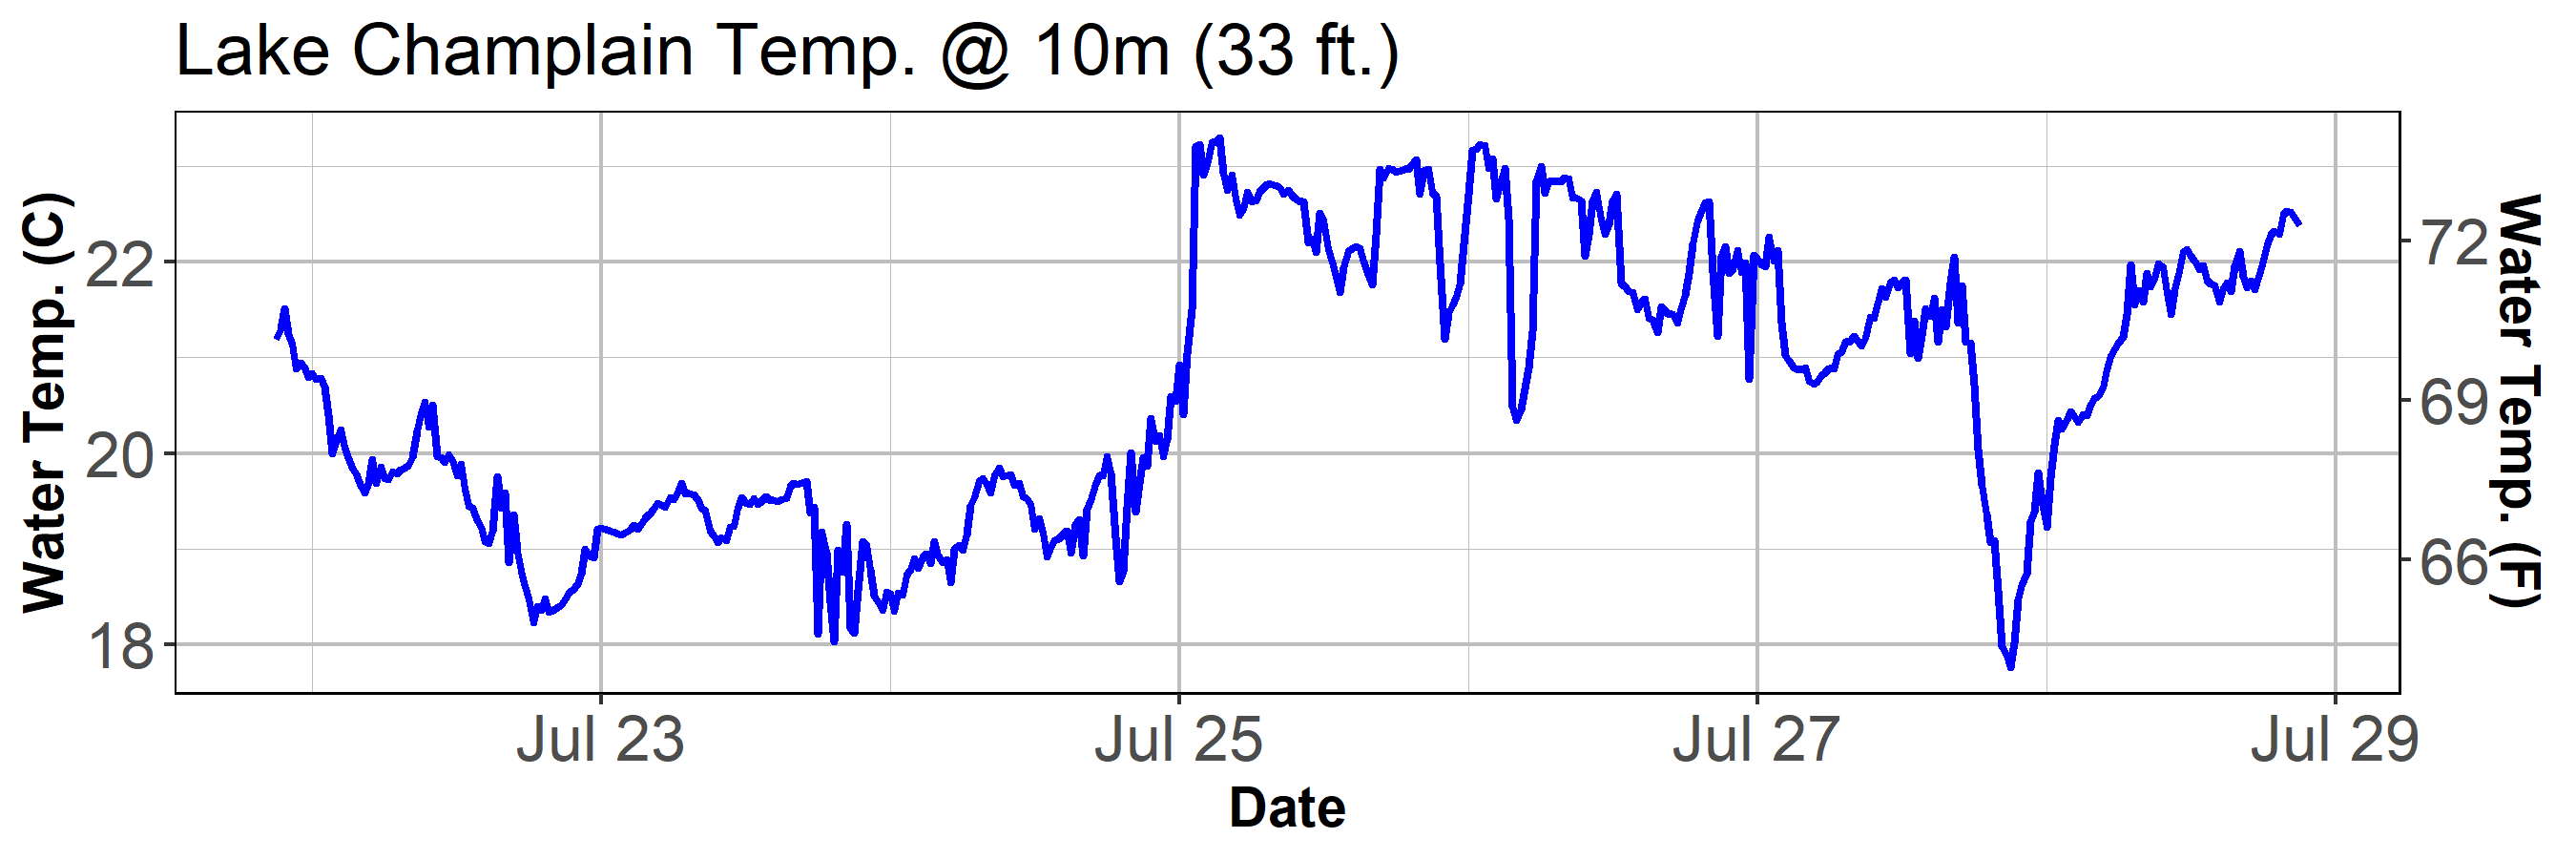 Lake Champlain Temp. @ 10m (33 ft.)
Water Temp. (C)
22
20
18
72
69
66
Water Temp. (F)
Jul 23
Jul 25
Jul 27
Jul 29
Date